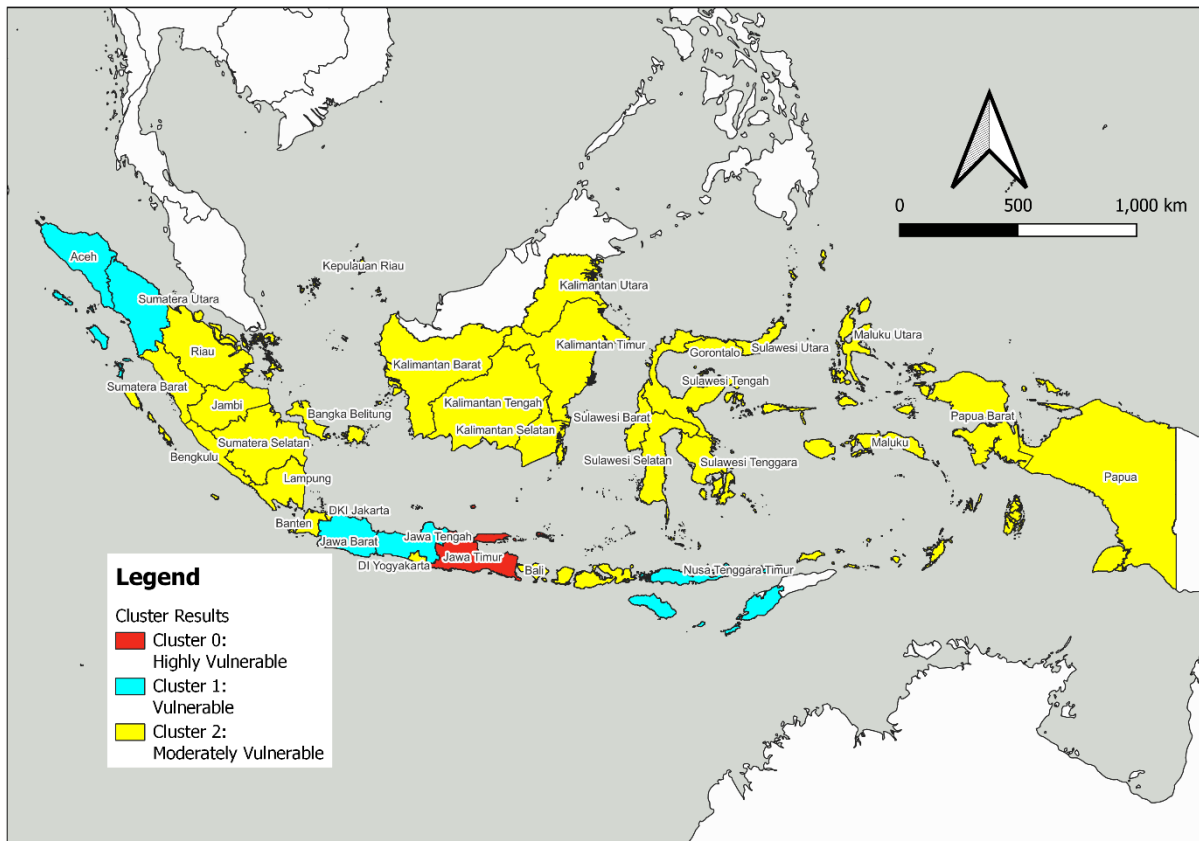 0 500 1,000 km
Aceh
Kepulauan Riau
Sumatera Utara
Kalimantan Utara
Maluku Utara
Kalimantan Timur
Sulawesi Utara
Riau
Gorontalo
Kalimantan Barat
Sulawesi Tengah
Sumatera Barat
Jambi
Kalimantan Tengah
Bangka Belitung
Sulawesi Barat
Papua Barat
Kalimantan Selatan
Sumatera Selatan
Maluku
Bengkulu
Sulawesi Selatan
Sulawesi Tenggara
Lampung
Papua
DKI Jakarta
Banten
Jawa Tengah
Jawa Barat
Jawa Timur
DI Yogyakarta
Bali
Nusa Tenggara Timur
Legend
Cluster Results
Cluster 0:
Highly Vulnerable
Cluster 1:
Vulnerable
Cluster 2:
Moderately Vulnerable